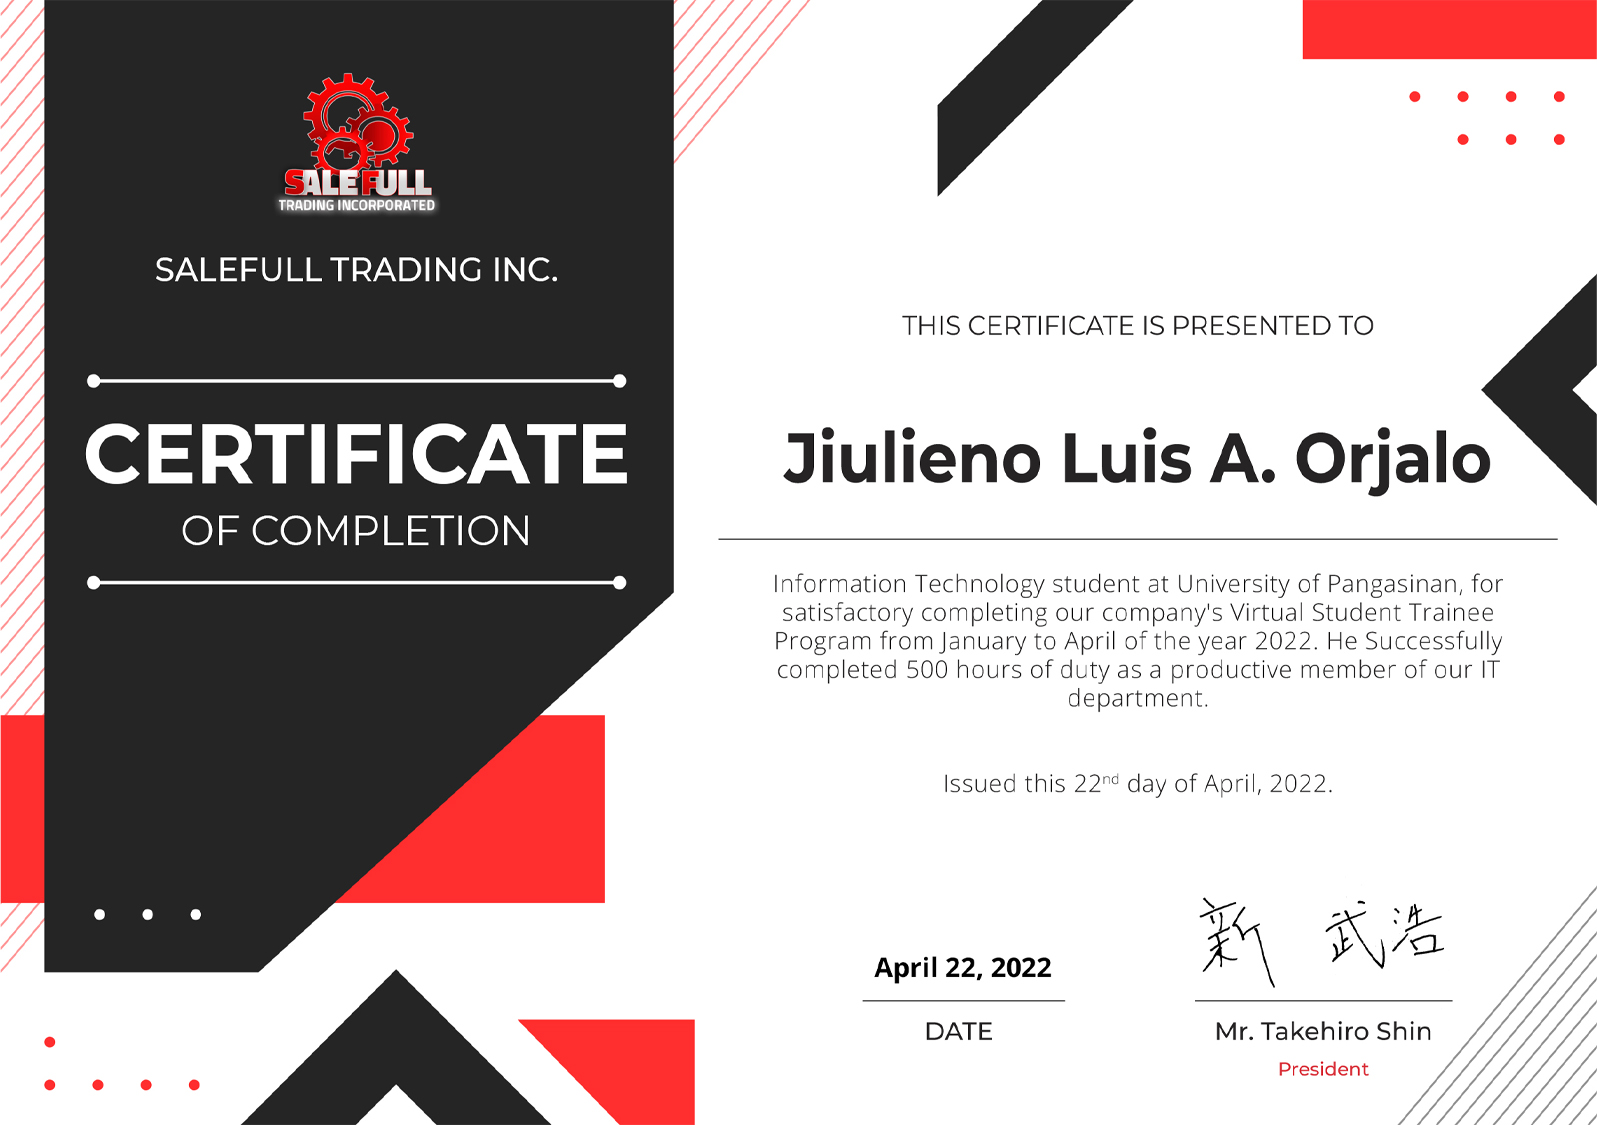 SALE FULL
TRADING INCORPORATED
SALEFULL TRADING INC.
CERTIFICATE
OF COMPLETION
THIS CERTIFICATE IS PRESENTED TO
Jiulieno Luis A. Orjalo
Information Technology student at University of Pangasinan, for
satisfactory completing our company's Virtual Student Trainee
Program from January to April of the year 2022. He Successfully
completed 500 hours of duty as a productive member of our IT
department.
Issued this 22nd day of April, 2022.
April 22, 2022
DATE
新 武浩
Mr. Takehiro Shin
President